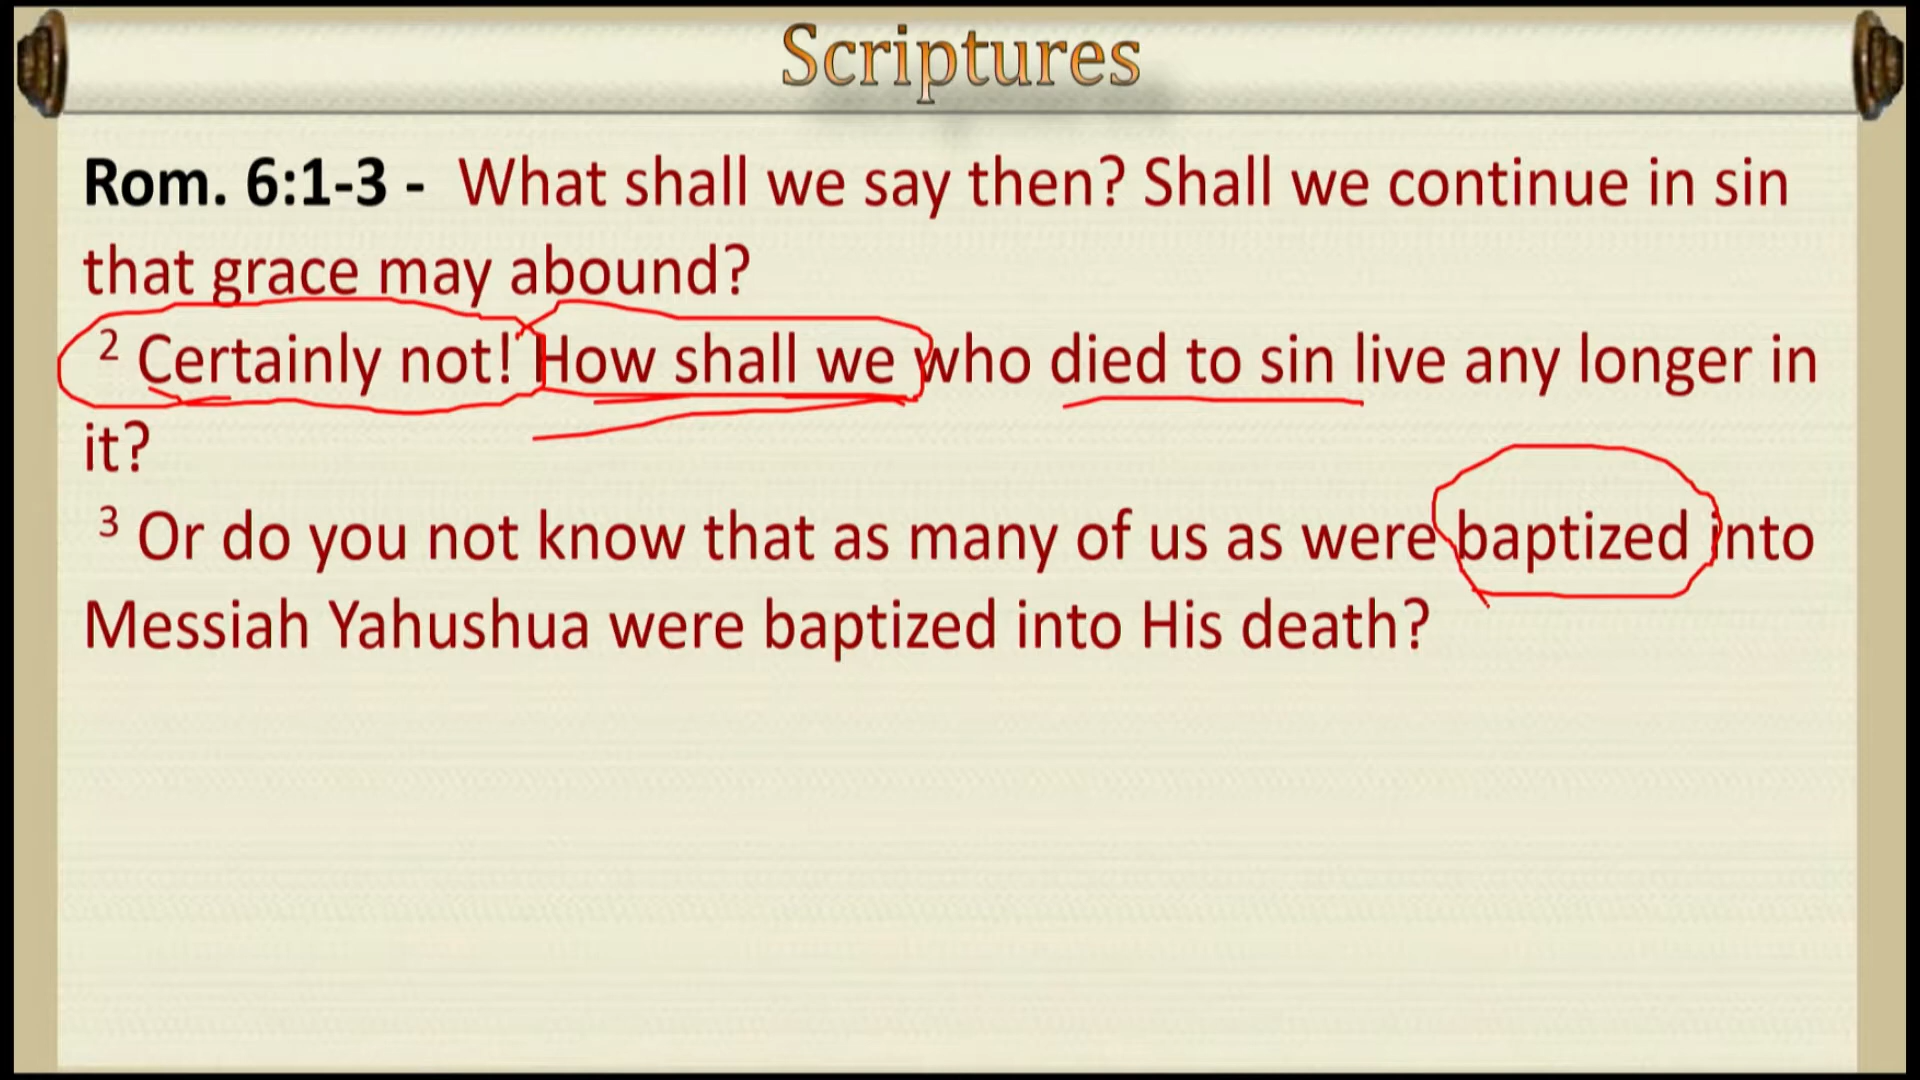 Scriptures
Rom. 6:1-3 - What shall we say then? Shall we continue in sin
that grace may abound?
2 Certainly not! How shall we who died to sin live any longer in
it?
3 Or do you not know that as many of us as were baptized into
Messiah Yahushua were baptized into His death?